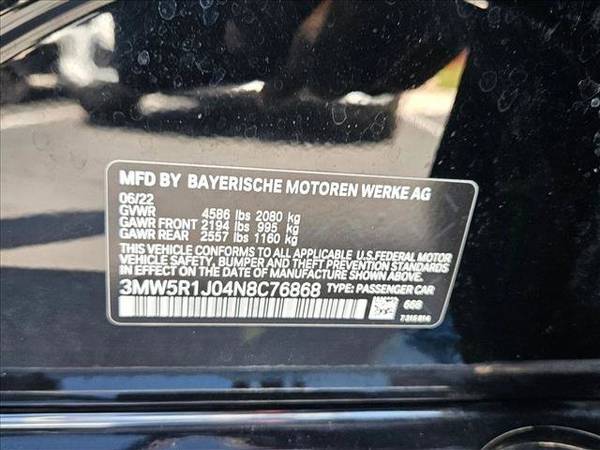 MFD BY BAYERISCHE MOTOREN WERKE AG
06/22
GVWR 4586 lbs 2080 kg
GAWR FRONT 2194 lbs 995 kg
GAWR REAR 2557 lbs 1160 kg
THIS VEHICLE CONFORMS TO ALL APPLICABLE U.S.FEDERAL MOTOR
VEHICLE SAFETY, BUMPER AND THEFT PREVENTION STANDARDS
IN EFFECT ON THE DATE OF MANUFACTURE SHOWN ABOVE.
3MW5R1J04N8C76868 TYPE: PASSENGER CAR
668